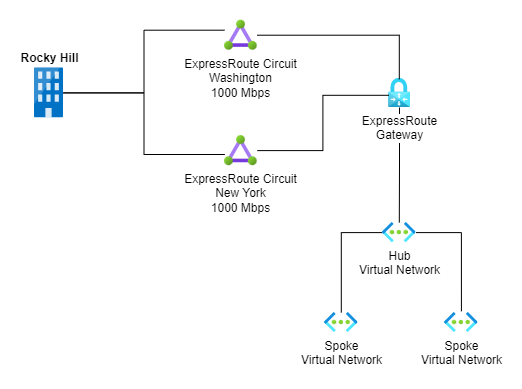 Rocky Hill
ExpressRoute Circuit
Washington
1000 Mbps
ExpressRoute
Gateway
ExpressRoute Circuit
New York
1000 Mbps
Hub
Virtual Network
Spoke
Virtual Network
Spoke
Virtual Network